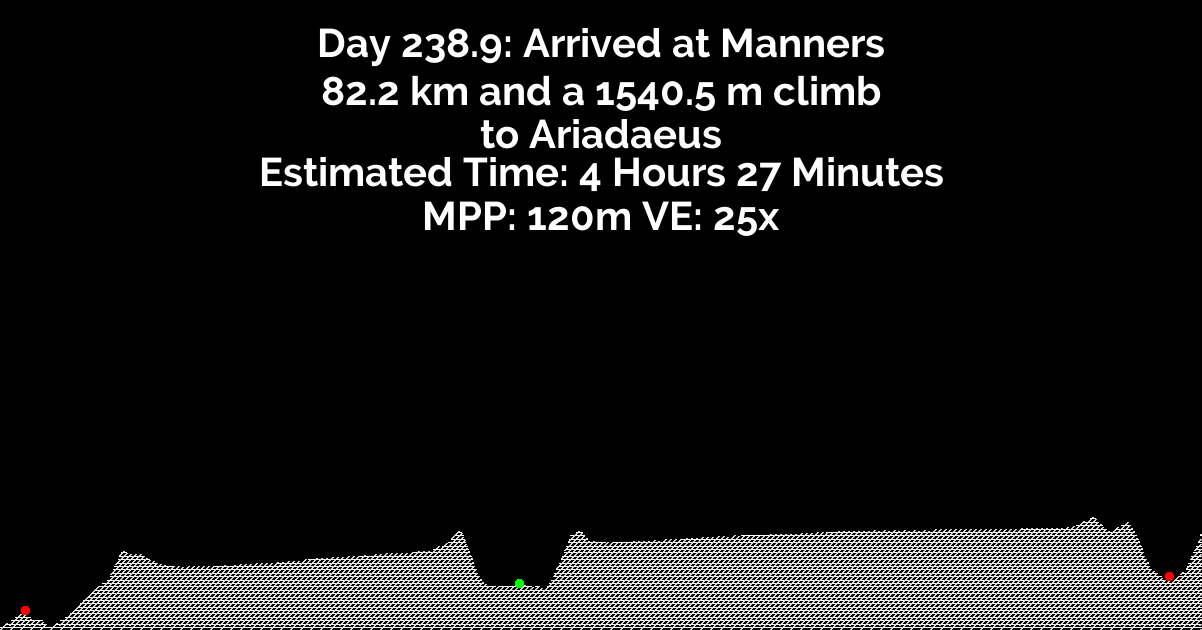 Day 238.9: Arrived at Manners
82.2 km and a 1540.5 m climb
to Ariadaeus
Estimated Time: 4 Hours 27 Minutes
MPP: 120m VE: 25x